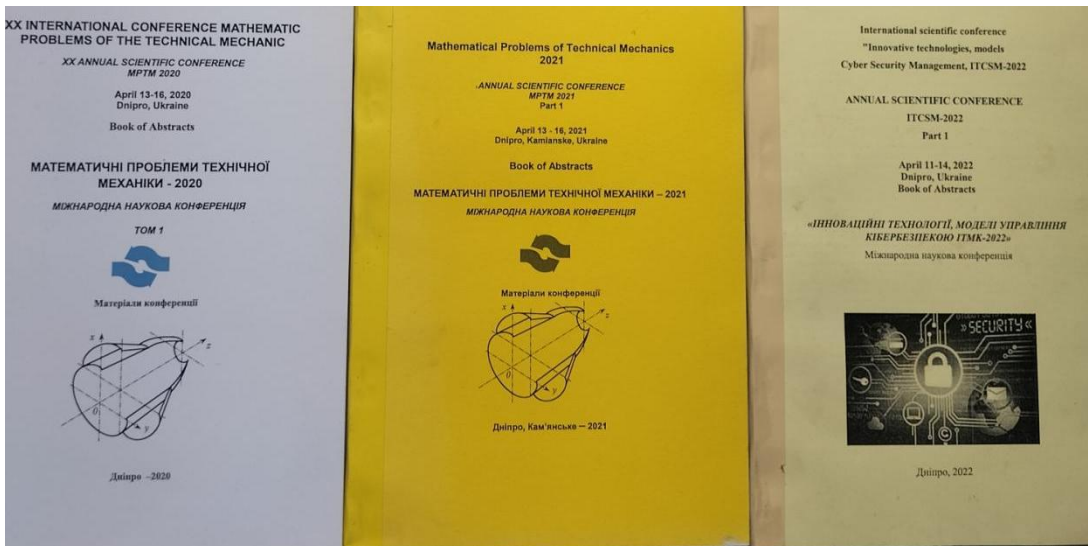 XX INTERNATIONAL CONFERENCE MATHEMATIC
PROBLEMS OF THE TECHNICAL MECHANIC
XX ANNUAL SCIENTIFIC CONFERENCE
MPTM 2020
April 13-16, 2020
Dnipro, Ukraine
Book of Abstracts
МАТЕМАТИЧНІ ПРОБЛЕМИ ТЕХНІЧНОЇ
МЕХАНІКИ - 2020
МІЖНАРОДНА НАУКОВА КОНФЕРЕНЦІЯ
ТОМ 1
Матеріали конференції
x
z
0
y
Дніпро –2020
Mathematical Problems of Technical Mechanics
2021
.ANNUAL SCIENTIFIC CONFERENCE
MPTM 2021
Part 1
April 13 - 16, 2021
Dnipro, Kamianske, Ukraine
Book of Abstracts
МАТЕМАТИЧНІ ПРОБЛЕМИ ТЕХНІЧНОЇ МЕХАНІКИ – 2021
МІЖНАРОДНА НАУКОВА КОНФЕРЕНЦІЯ
Матеріали конференції
x
z
0
y
Дніпро, Кам'янське – 2021
International scientific conference
"Innovative technologies, models
Cyber Security Management, ITCSM-2022
ANNUAL SCIENTIFIC CONFERENCE
ITCSM-2022
Part 1
April 11-14, 2022
Dnipro, Ukraine
Book of Abstracts
«ІННОВАЦІЙНІ ТЕХНОЛОГІЇ, МОДЕЛІ УПРАВЛІННЯ
КІБЕРБЕЗПЕКОЮ ІТМК-2022»
Міжнародна наукова конференція
» SECURITY «
©
Дніпро, 2022